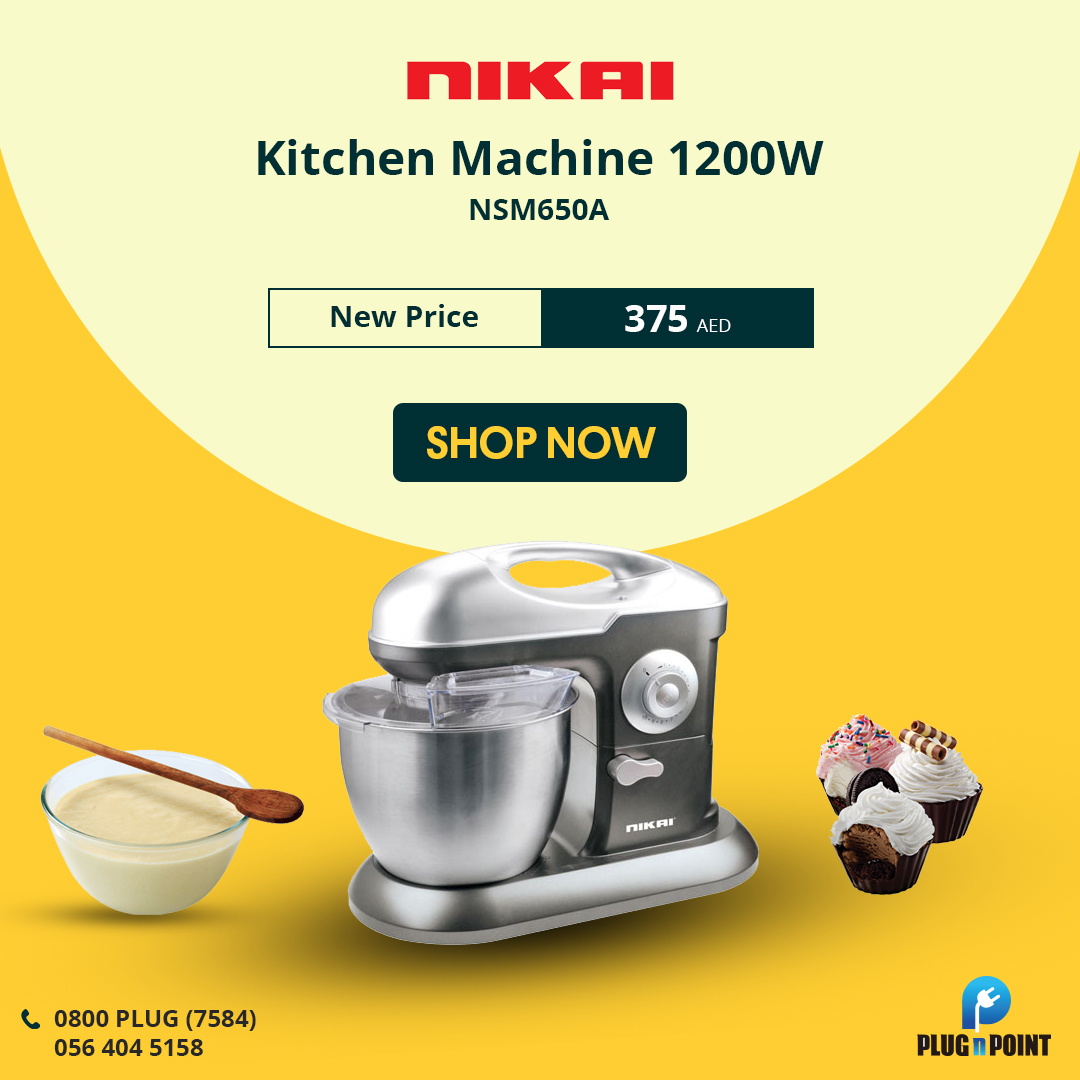 NIKAI
Kitchen Machine 1200W
NSM650A
New Price 375 AED
SHOP NOW
NIKAI
0800 PLUG (7584)
056 404 5158
PLUG n POINT